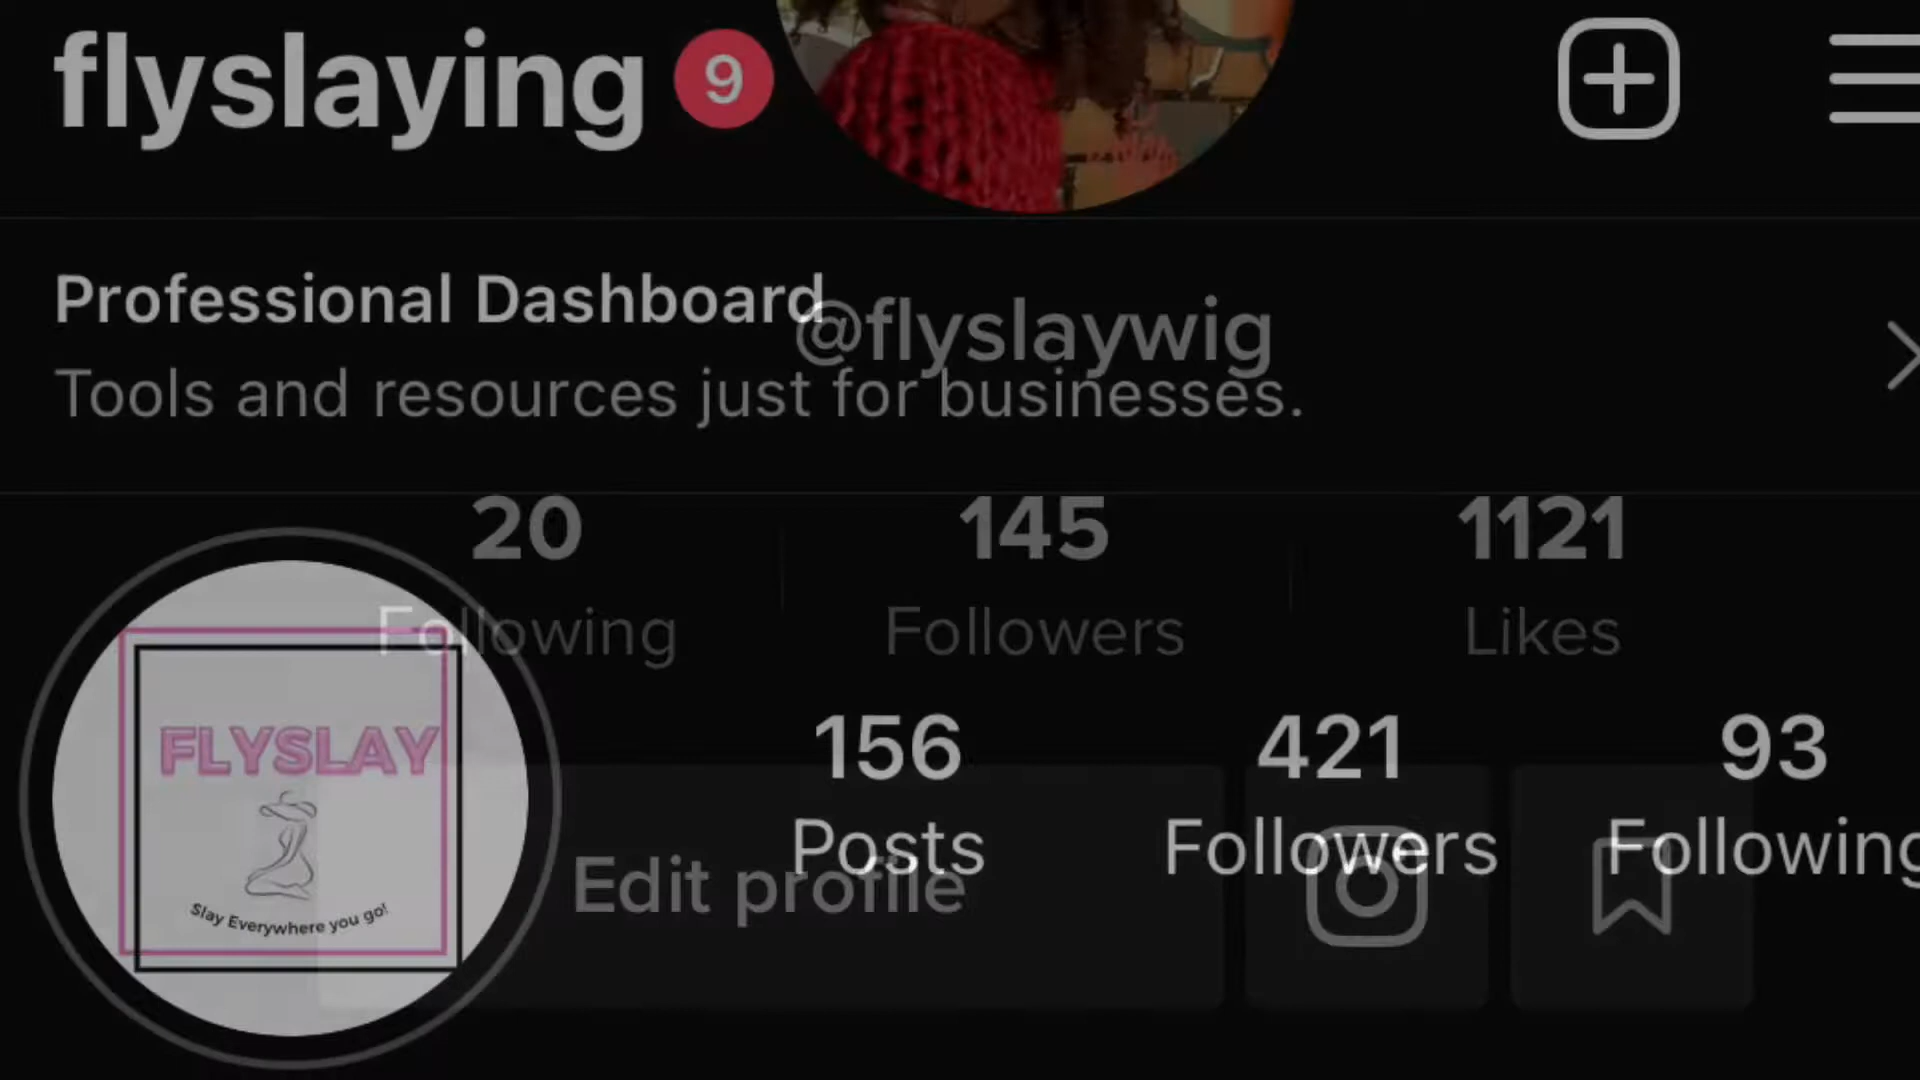 flyslaying 9
Professional Dashboard
@flyslaywig
Tools and resources just for businesses.
20 145 1121
Following Followers Likes
156 421 93
Posts Followers Following
Edit profile
FLYSLAY
Slay Everywhere you go!